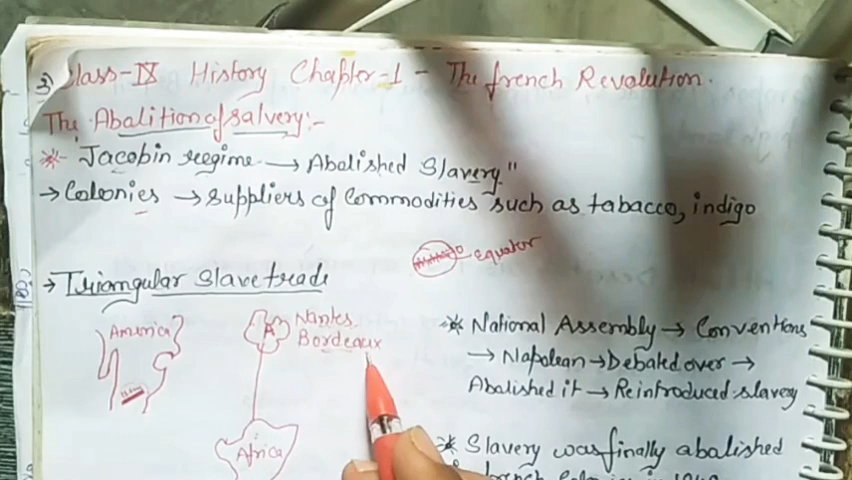 3) Class-IX History Chapter-1 - The french Revolution.
The Abalition of salvery:-
* Jacobin regime → Abalished Slavery"
→ Colonies → suppliers of Commodities such as tabacco, indigo
equator
→ Triangular Slave trade
America
A
Nantes
Bordeaux
Africa
* National Assembly → Conventions
→ Napolean → Debated over →
Abalished it → Reintroduced slavery
* Slavery was finally abalished